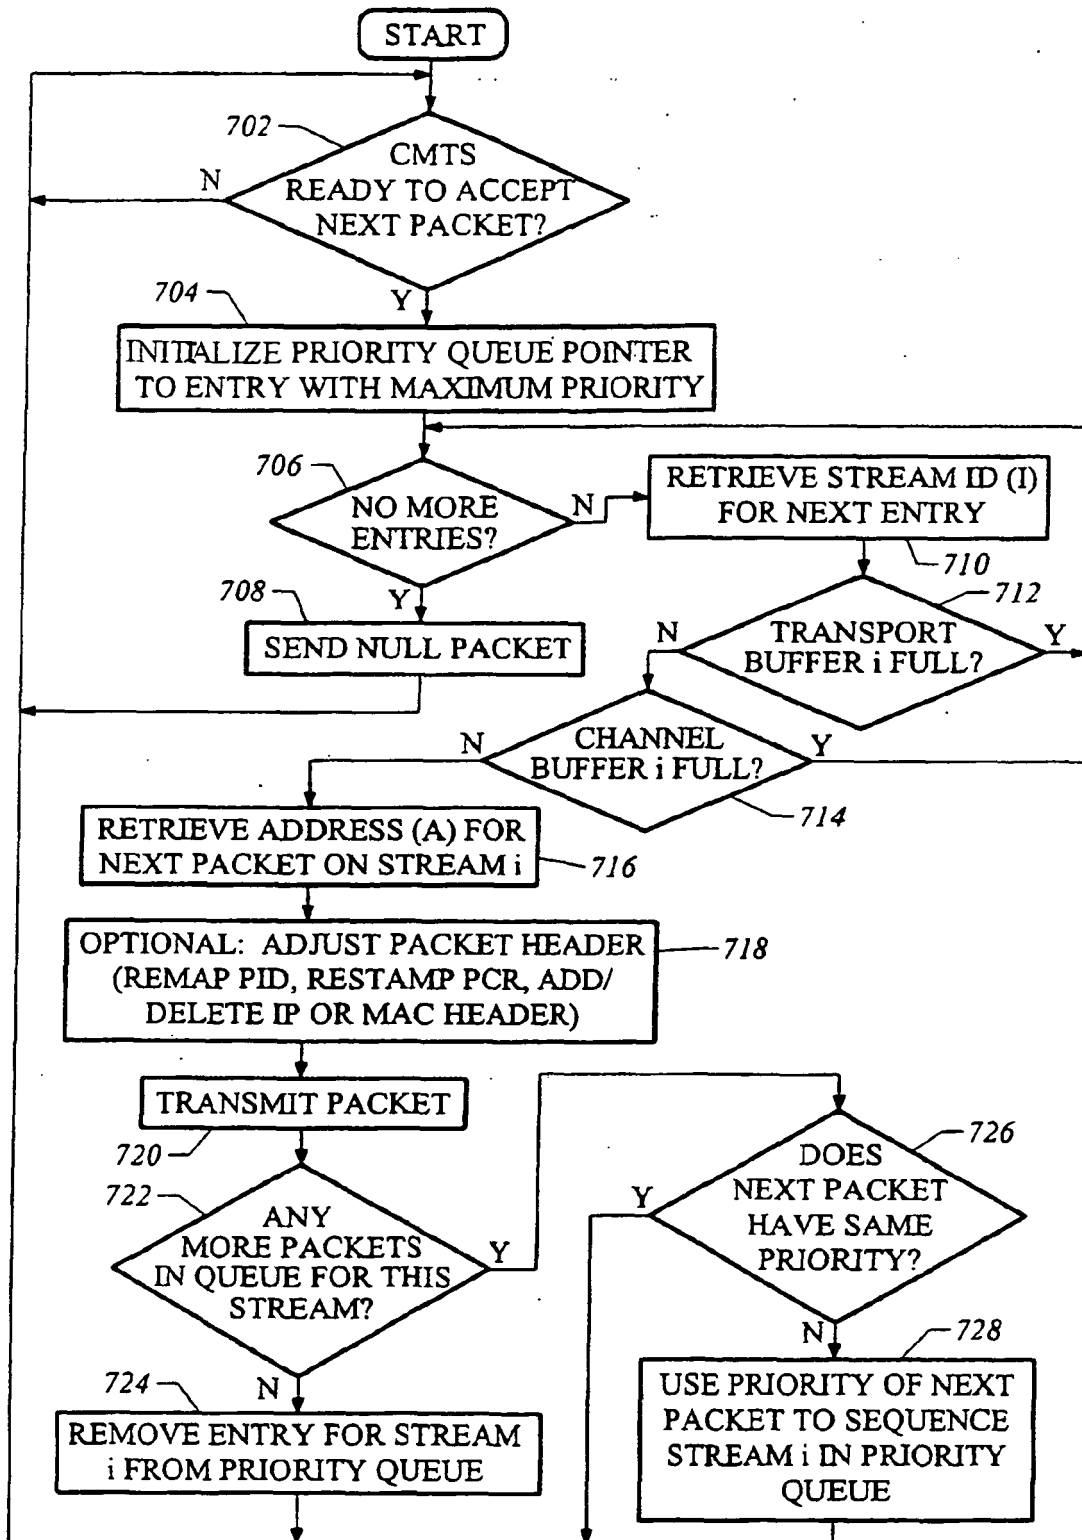 START
702
CMTS
READY TO ACCEPT
NEXT PACKET?
N
Y
704
INITIALIZE PRIORITY QUEUE POINTER
TO ENTRY WITH MAXIMUM PRIORITY
706
NO MORE
ENTRIES?
N
Y
RETRIEVE STREAM ID (I)
FOR NEXT ENTRY
710
708
SEND NULL PACKET
712
TRANSPORT
BUFFER i FULL?
N
Y
CHANNEL
BUFFER i FULL?
N
Y
714
RETRIEVE ADDRESS (A) FOR
NEXT PACKET ON STREAM i
716
OPTIONAL: ADJUST PACKET HEADER
(REMAP PID, RESTAMP PCR, ADD/
DELETE IP OR MAC HEADER)
718
TRANSMIT PACKET
720
722
ANY
MORE PACKETS
IN QUEUE FOR THIS
STREAM?
Y
N
726
DOES
NEXT PACKET
HAVE SAME
PRIORITY?
Y
N
724
REMOVE ENTRY FOR STREAM
i FROM PRIORITY QUEUE
728
USE PRIORITY OF NEXT
PACKET TO SEQUENCE
STREAM i IN PRIORITY
QUEUE